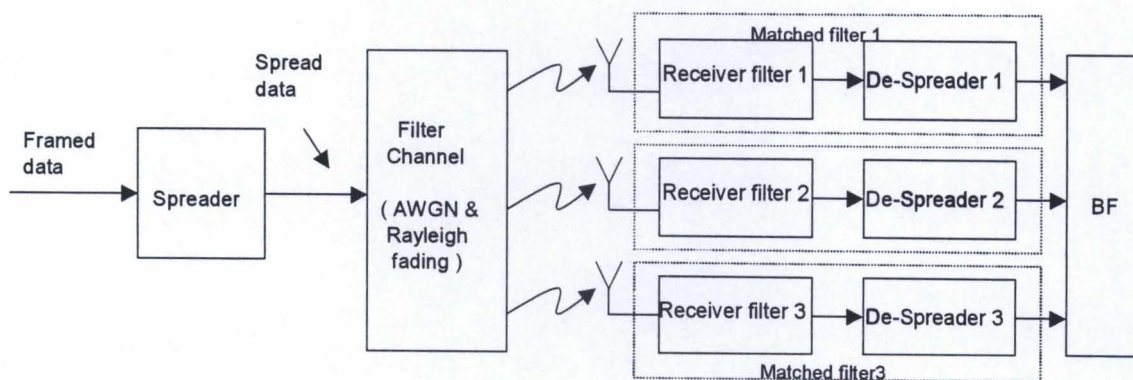 Framed
data
Spreader
Spread
data
Filter
Channel
( AWGN &
Rayleigh
fading )
Matched filter 1
Receiver filter 1
De-Spreader 1
Receiver filter 2
De-Spreader 2
Receiver filter 3
De-Spreader 3
Matched filter3
BF